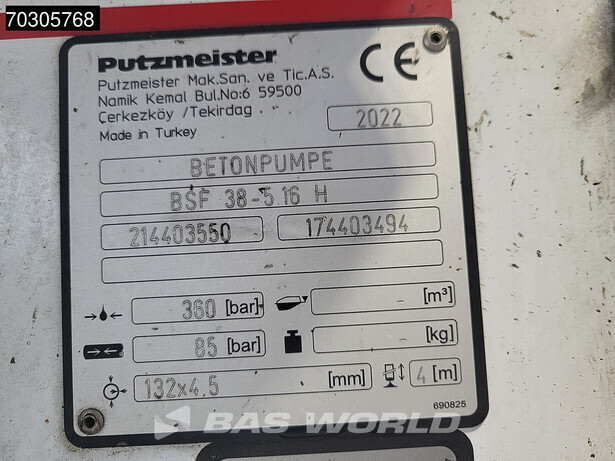 70305768
Putzmeister
Putzmeister Mak.San. ve Tic.A.S.
Namik Kemal Bul.No:6 59500
Çerkezköy /Tekirdag .
Made in Turkey
CE
2022
BETONPUMPE
BSF 38-5.16 H
214403550 174403494
360 [bar] - [m³]
85 [bar] - [kg]
132x4.5 [mm] 4 [m]
690825
BAS WORLD